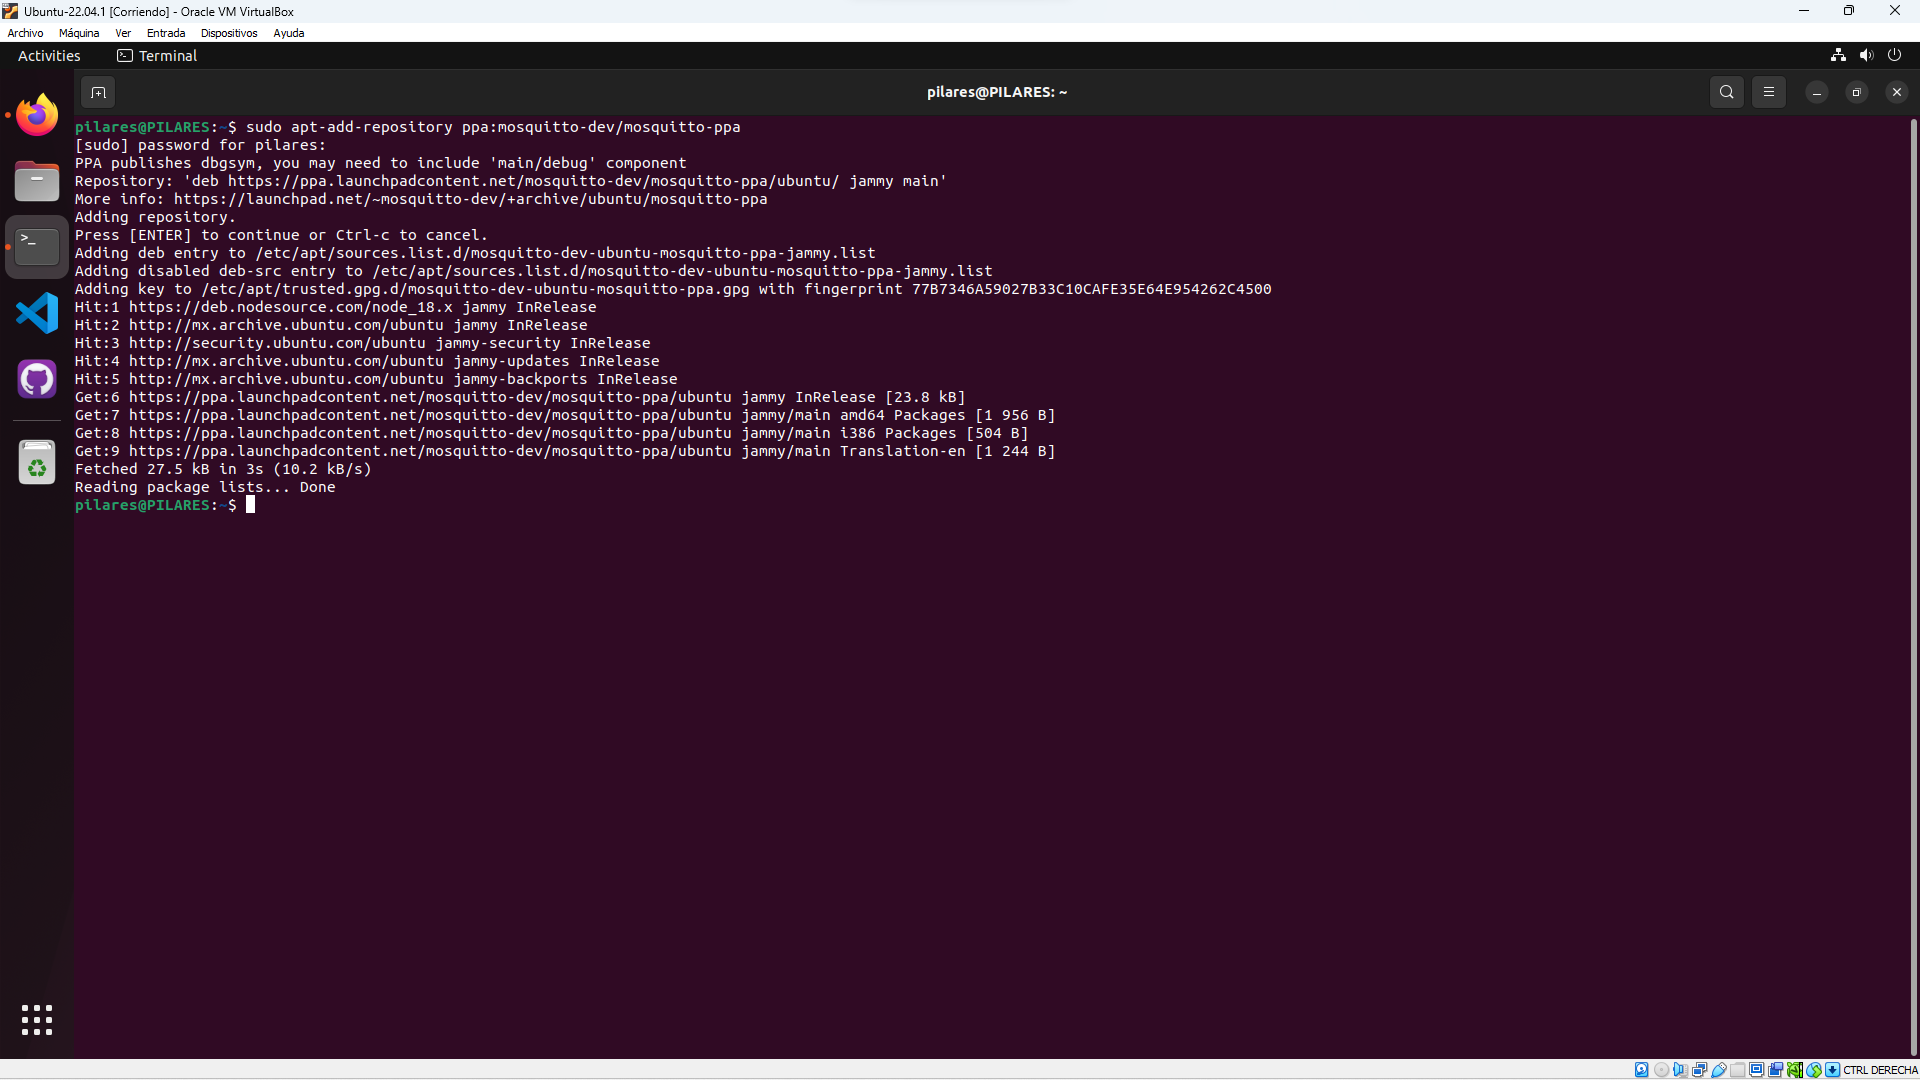 Ubuntu-22.04.1 [Corriendo] - Oracle VM VirtualBox
Archivo Máquina Ver Entrada Dispositivos Ayuda
Activities Terminal
pilares@PILARES: ~
pilares@PILARES:~$ sudo apt-add-repository ppa:mosquitto-dev/mosquitto-ppa
[sudo] password for pilares:
PPA publishes dbgsym, you may need to include 'main/debug' component
Repository: 'deb https://ppa.launchpadcontent.net/mosquitto-dev/mosquitto-ppa/ubuntu/ jammy main'
More info: https://launchpad.net/~mosquitto-dev/+archive/ubuntu/mosquitto-ppa
Adding repository.
Press [ENTER] to continue or Ctrl-c to cancel.
Adding deb entry to /etc/apt/sources.list.d/mosquitto-dev-ubuntu-mosquitto-ppa-jammy.list
Adding disabled deb-src entry to /etc/apt/sources.list.d/mosquitto-dev-ubuntu-mosquitto-ppa-jammy.list
Adding key to /etc/apt/trusted.gpg.d/mosquitto-dev-ubuntu-mosquitto-ppa.gpg with fingerprint 77B7346A59027B33C10CAFE35E64E954262C4500
Hit:1 https://deb.nodesource.com/node_18.x jammy InRelease
Hit:2 http://mx.archive.ubuntu.com/ubuntu jammy InRelease
Hit:3 http://security.ubuntu.com/ubuntu jammy-security InRelease
Hit:4 http://mx.archive.ubuntu.com/ubuntu jammy-updates InRelease
Hit:5 http://mx.archive.ubuntu.com/ubuntu jammy-backports InRelease
Get:6 https://ppa.launchpadcontent.net/mosquitto-dev/mosquitto-ppa/ubuntu jammy InRelease [23.8 kB]
Get:7 https://ppa.launchpadcontent.net/mosquitto-dev/mosquitto-ppa/ubuntu jammy/main amd64 Packages [1 956 B]
Get:8 https://ppa.launchpadcontent.net/mosquitto-dev/mosquitto-ppa/ubuntu jammy/main i386 Packages [504 B]
Get:9 https://ppa.launchpadcontent.net/mosquitto-dev/mosquitto-ppa/ubuntu jammy/main Translation-en [1 244 B]
Fetched 27.5 kB in 3s (10.2 kB/s)
Reading package lists... Done
pilares@PILARES:~$
CTRL DERECHA